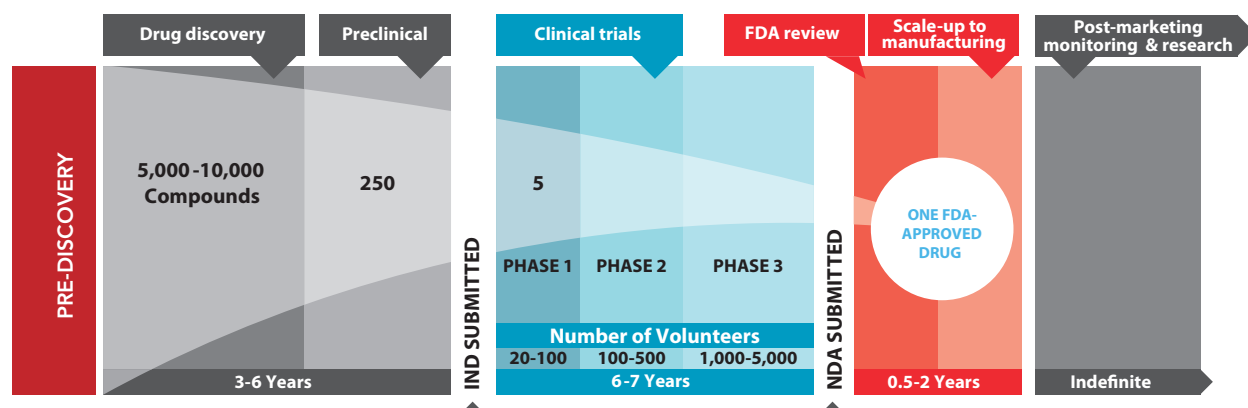 Drug discovery
Preclinical
Clinical trials
FDA review
Scale-up to
manufacturing
Post-marketing
monitoring & research
PRE-DISCOVERY
5,000-10,000
Compounds
250
IND SUBMITTED
5
PHASE 1
PHASE 2
PHASE 3
Number of Volunteers
20-100
100-500
1,000-5,000
NDA SUBMITTED
ONE FDA-
APPROVED
DRUG
3-6 Years
6-7 Years
0.5-2 Years
Indefinite